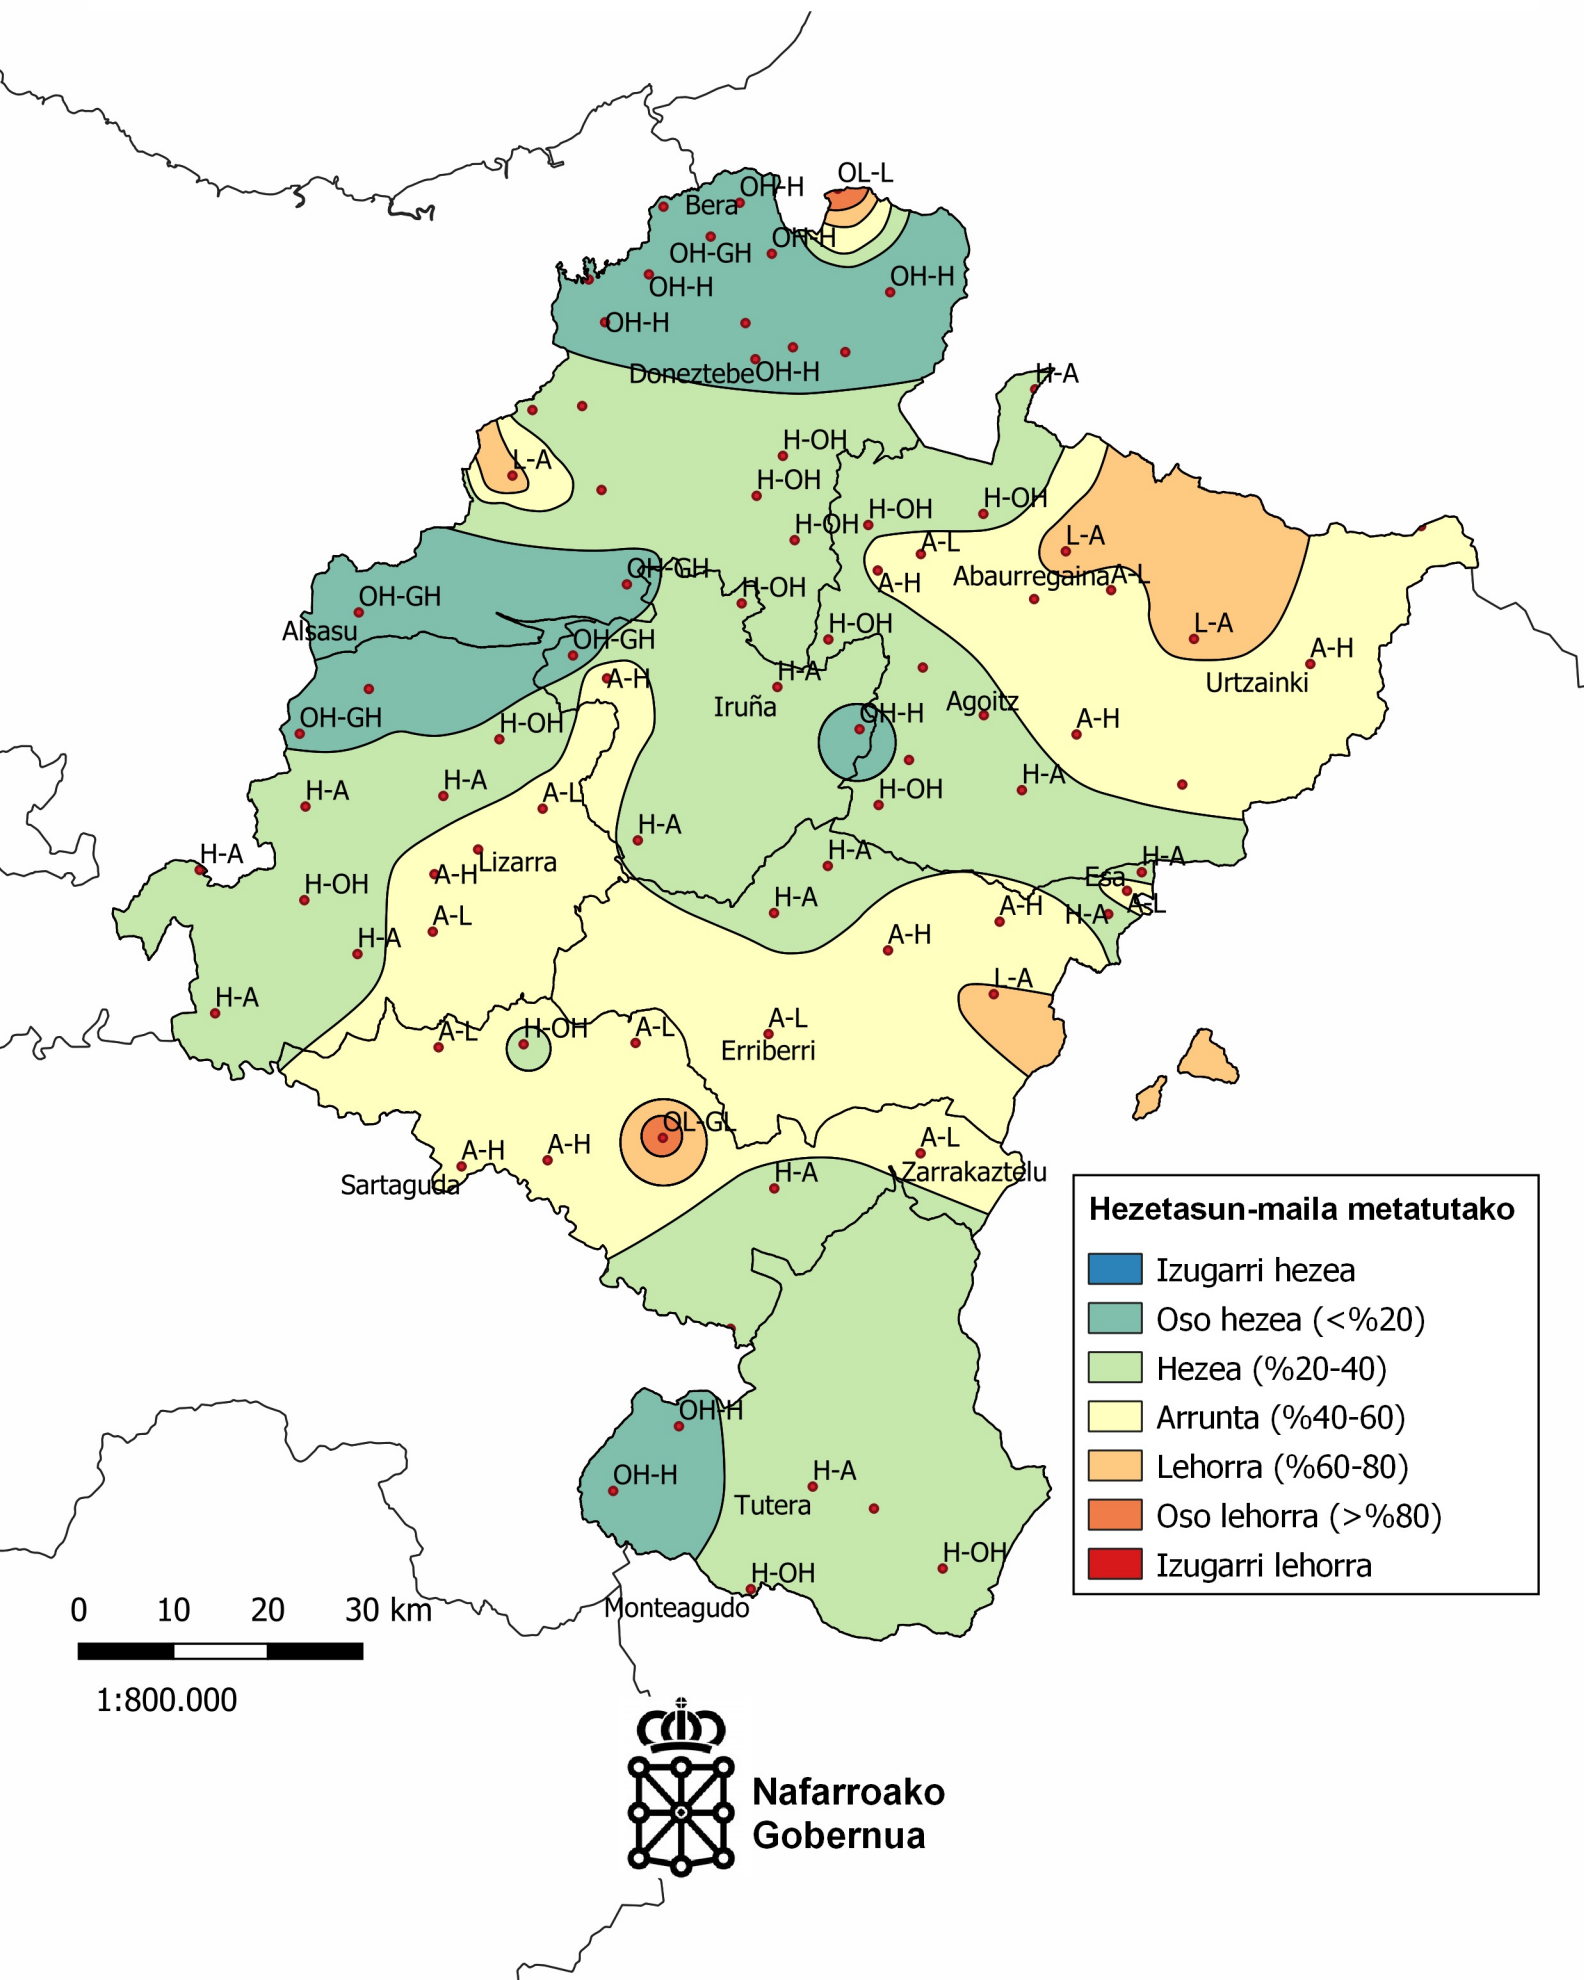 OL-L
OH-H
Bera
OH-H
OH-GH
OH-H
OH-H
OH-H
Doneztebe
OH-H
H-A
H-OH
L-A
H-OH
H-OH
H-OH
H-OH
A-L
L-A
OH-GH
A-H
Abaurregaina
A-L
H-OH
OH-GH
Alsasu
H-OH
L-A
OH-GH
A-H
H-A
A-H
Urtzainki
Iruña
Agoitz
OH-H
OH-GH
H-OH
A-H
H-A
H-A
A-L
H-A
H-OH
H-A
H-A
H-A
H-A
Lizarra
A-H
Esa
H-OH
H-A
A-H
A-L
A-L
H-A
H-A
A-H
L-A
H-A
A-L
H-OH
A-L
A-L
Erriberri
OL-GL
A-H
A-H
A-L
Sartaguda
H-A
Zarrakaztelu
Hezetasun-maila metatutako
Izugarri hezea
Oso hezea (<%20)
Hezea (%20-40)
Arrunta (%40-60)
Lehorra (%60-80)
Oso lehorra (>%80)
Izugarri lehorra
OH-H
OH-H
H-A
Tutera
H-OH
H-OH
Monteagudo
0 10 20 30 km
1:800.000
Nafarroako
Gobernua